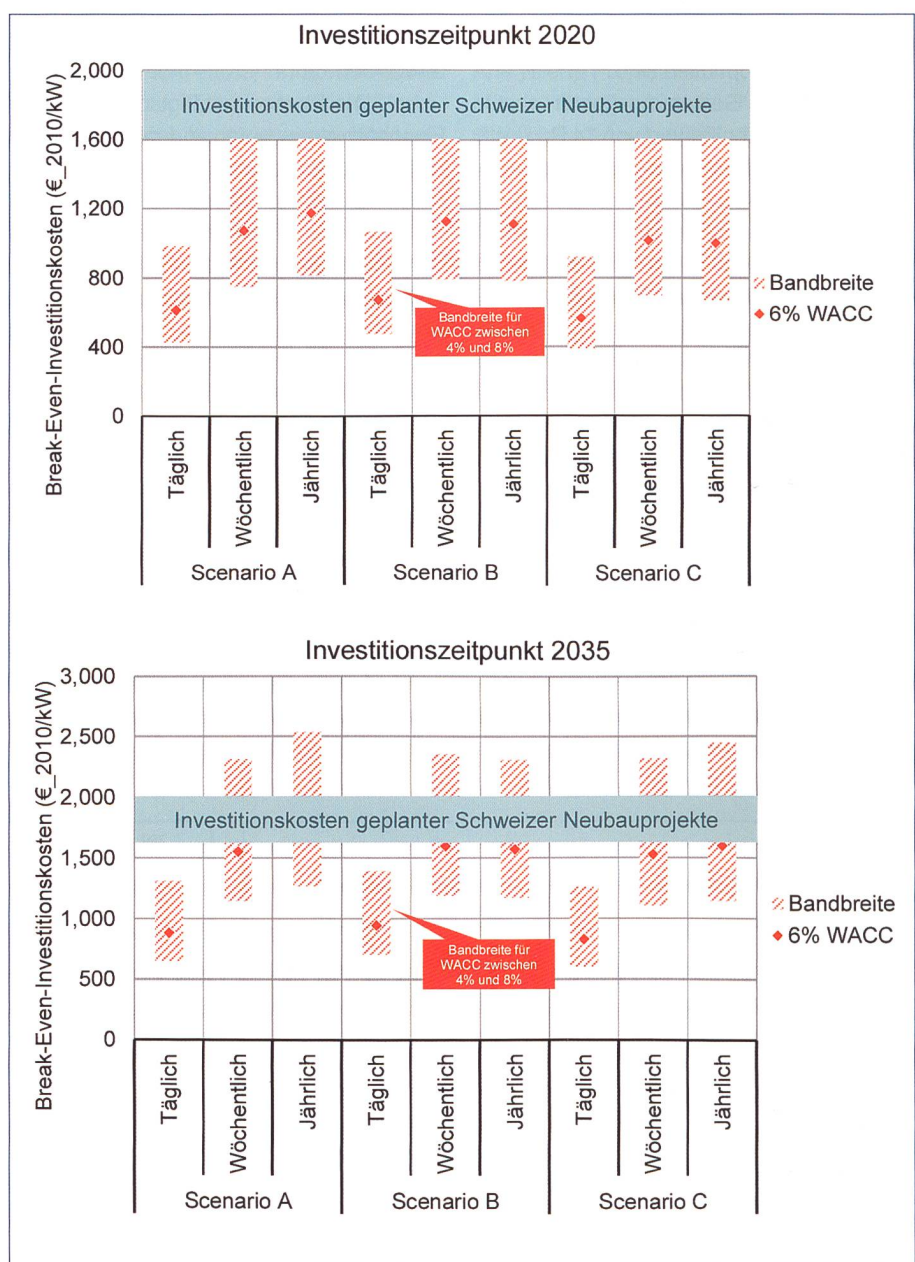 Investitionszeitpunkt 2020
Break-Even-Investitionskosten (€_2010/kW)
2,000
1,600
1,200
800
400
0
Investitionskosten geplanter Schweizer Neubauprojekte
Bandbreite für
WACC zwischen
4% und 8%
Bandbreite
6% WACC
Täglich
Wöchentlich
Jährlich
Täglich
Wöchentlich
Jährlich
Täglich
Wöchentlich
Jährlich
Scenario A
Scenario B
Scenario C
Investitionszeitpunkt 2035
Break-Even-Investitionskosten (€_2010/kW)
3,000
2,500
2,000
1,500
1,000
500
0
Investitionskosten geplanter Schweizer Neubauprojekte
Bandbreite für
WACC zwischen
4% und 8%
Bandbreite
6% WACC
Täglich
Wöchentlich
Jährlich
Täglich
Wöchentlich
Jährlich
Täglich
Wöchentlich
Jährlich
Scenario A
Scenario B
Scenario C